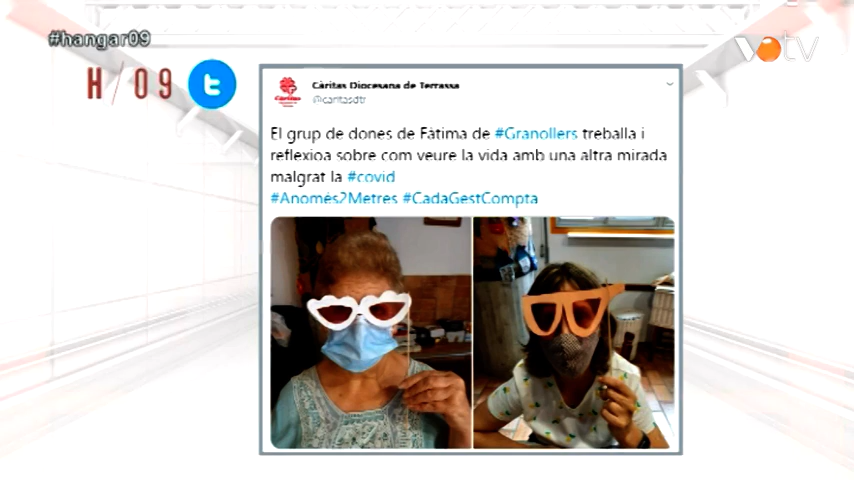 #hangar09
votv
H/09
Càritas Diocesana de Terrassa
@caritasdtr
El grup de dones de Fàtima de #Granollers treballa i
reflexioa sobre com veure la vida amb una altra mirada
malgrat la #covid
#Anomés2Metres #CadaGestCompta